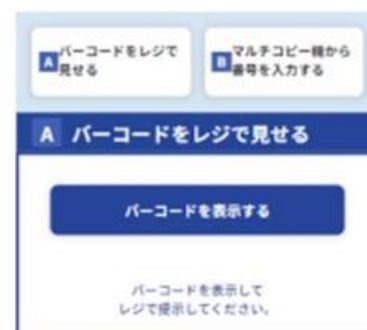 A バーコードをレジで
見せる
B マルチコピー機から
番号を入力する
A バーコードをレジで見せる
バーコードを表示する
バーコードを表示して
レジで提示してください。